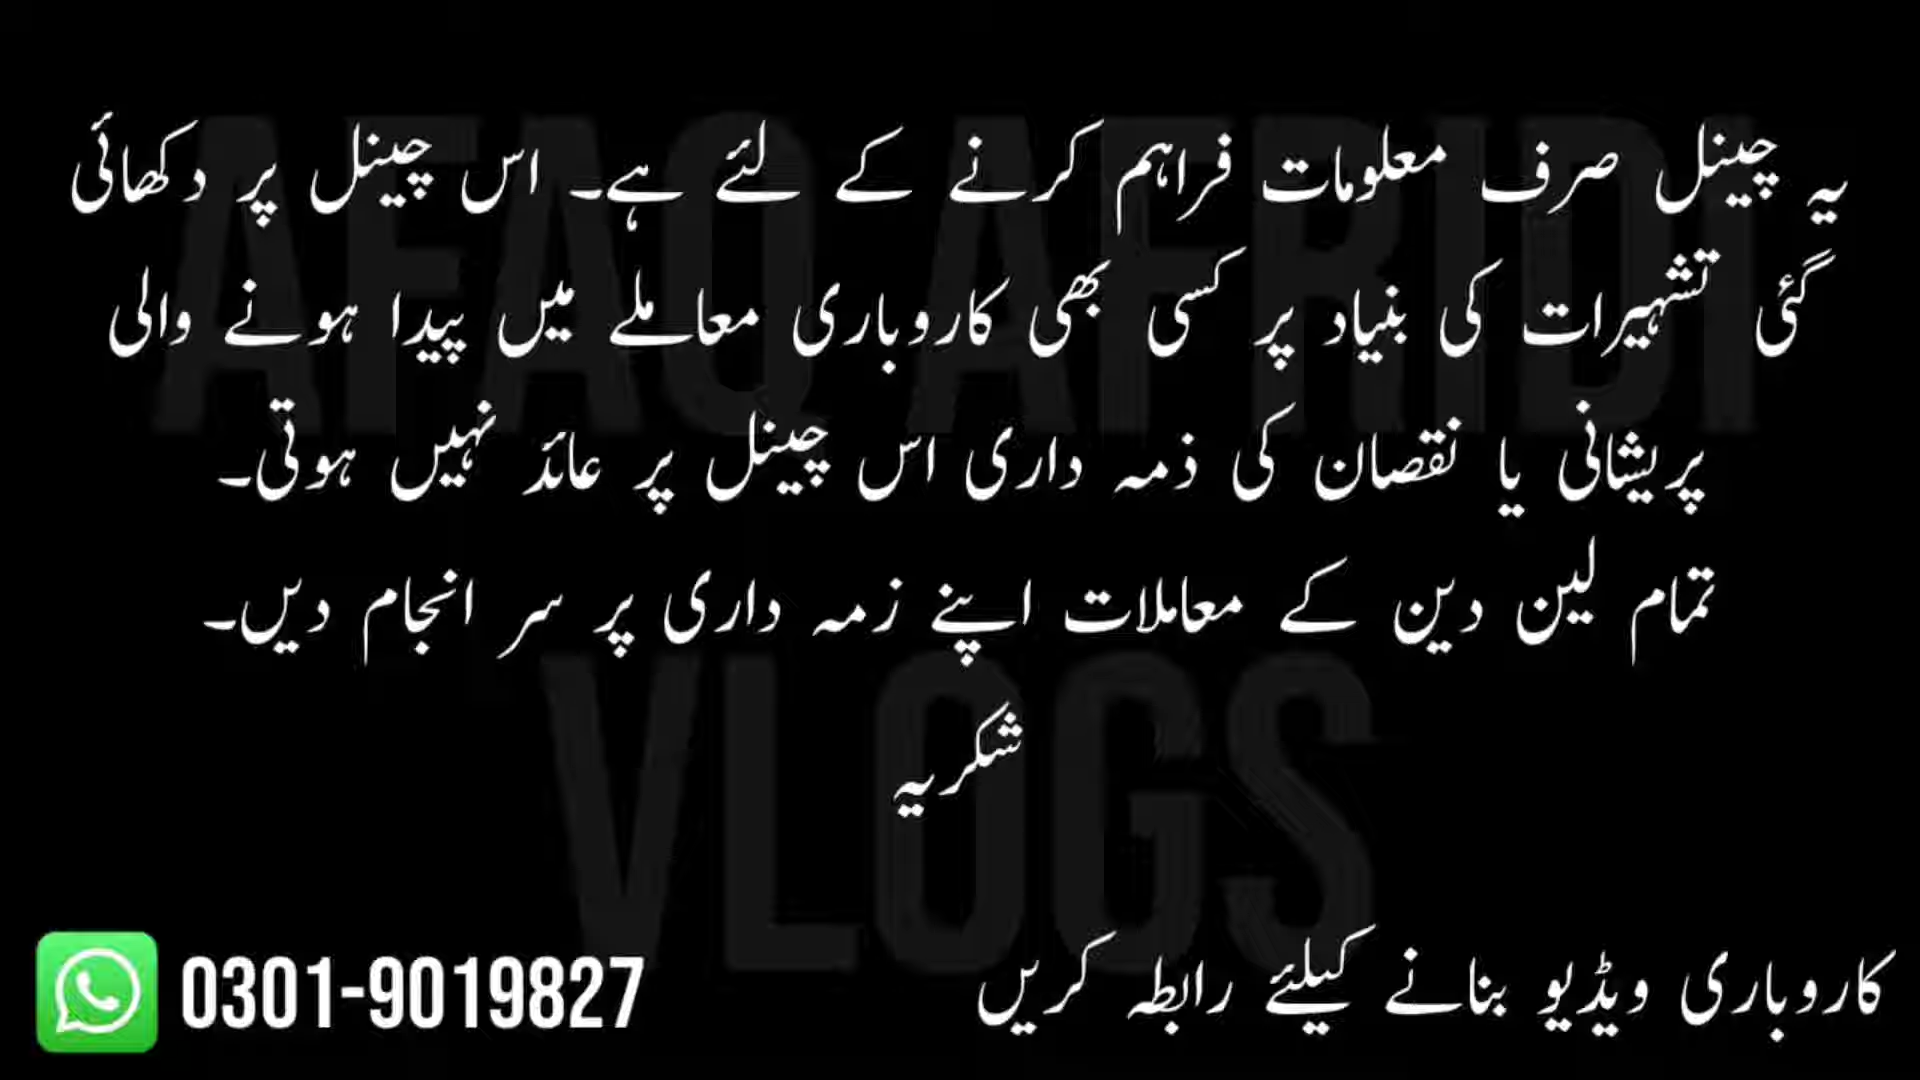 یہ چینل صرف معلومات فراہم کرنے کے لئے ہے۔ اس چینل پر دکھائی
گئی تشہیرات کی بنیاد پر کسی بھی کاروباری معاملے میں پیدا ہونے والی
پریشانی یا نقصان کی ذمہ داری اس چینل پر عائد نہیں ہوتی۔
تمام لین دین کے معاملات اپنے زمہ داری پر سر انجام دیں۔
شکریہ
AFAQ AFRIDI
VLOGS
کاروباری ویڈیو بنانے کیلئے رابطہ کریں
0301-9019827